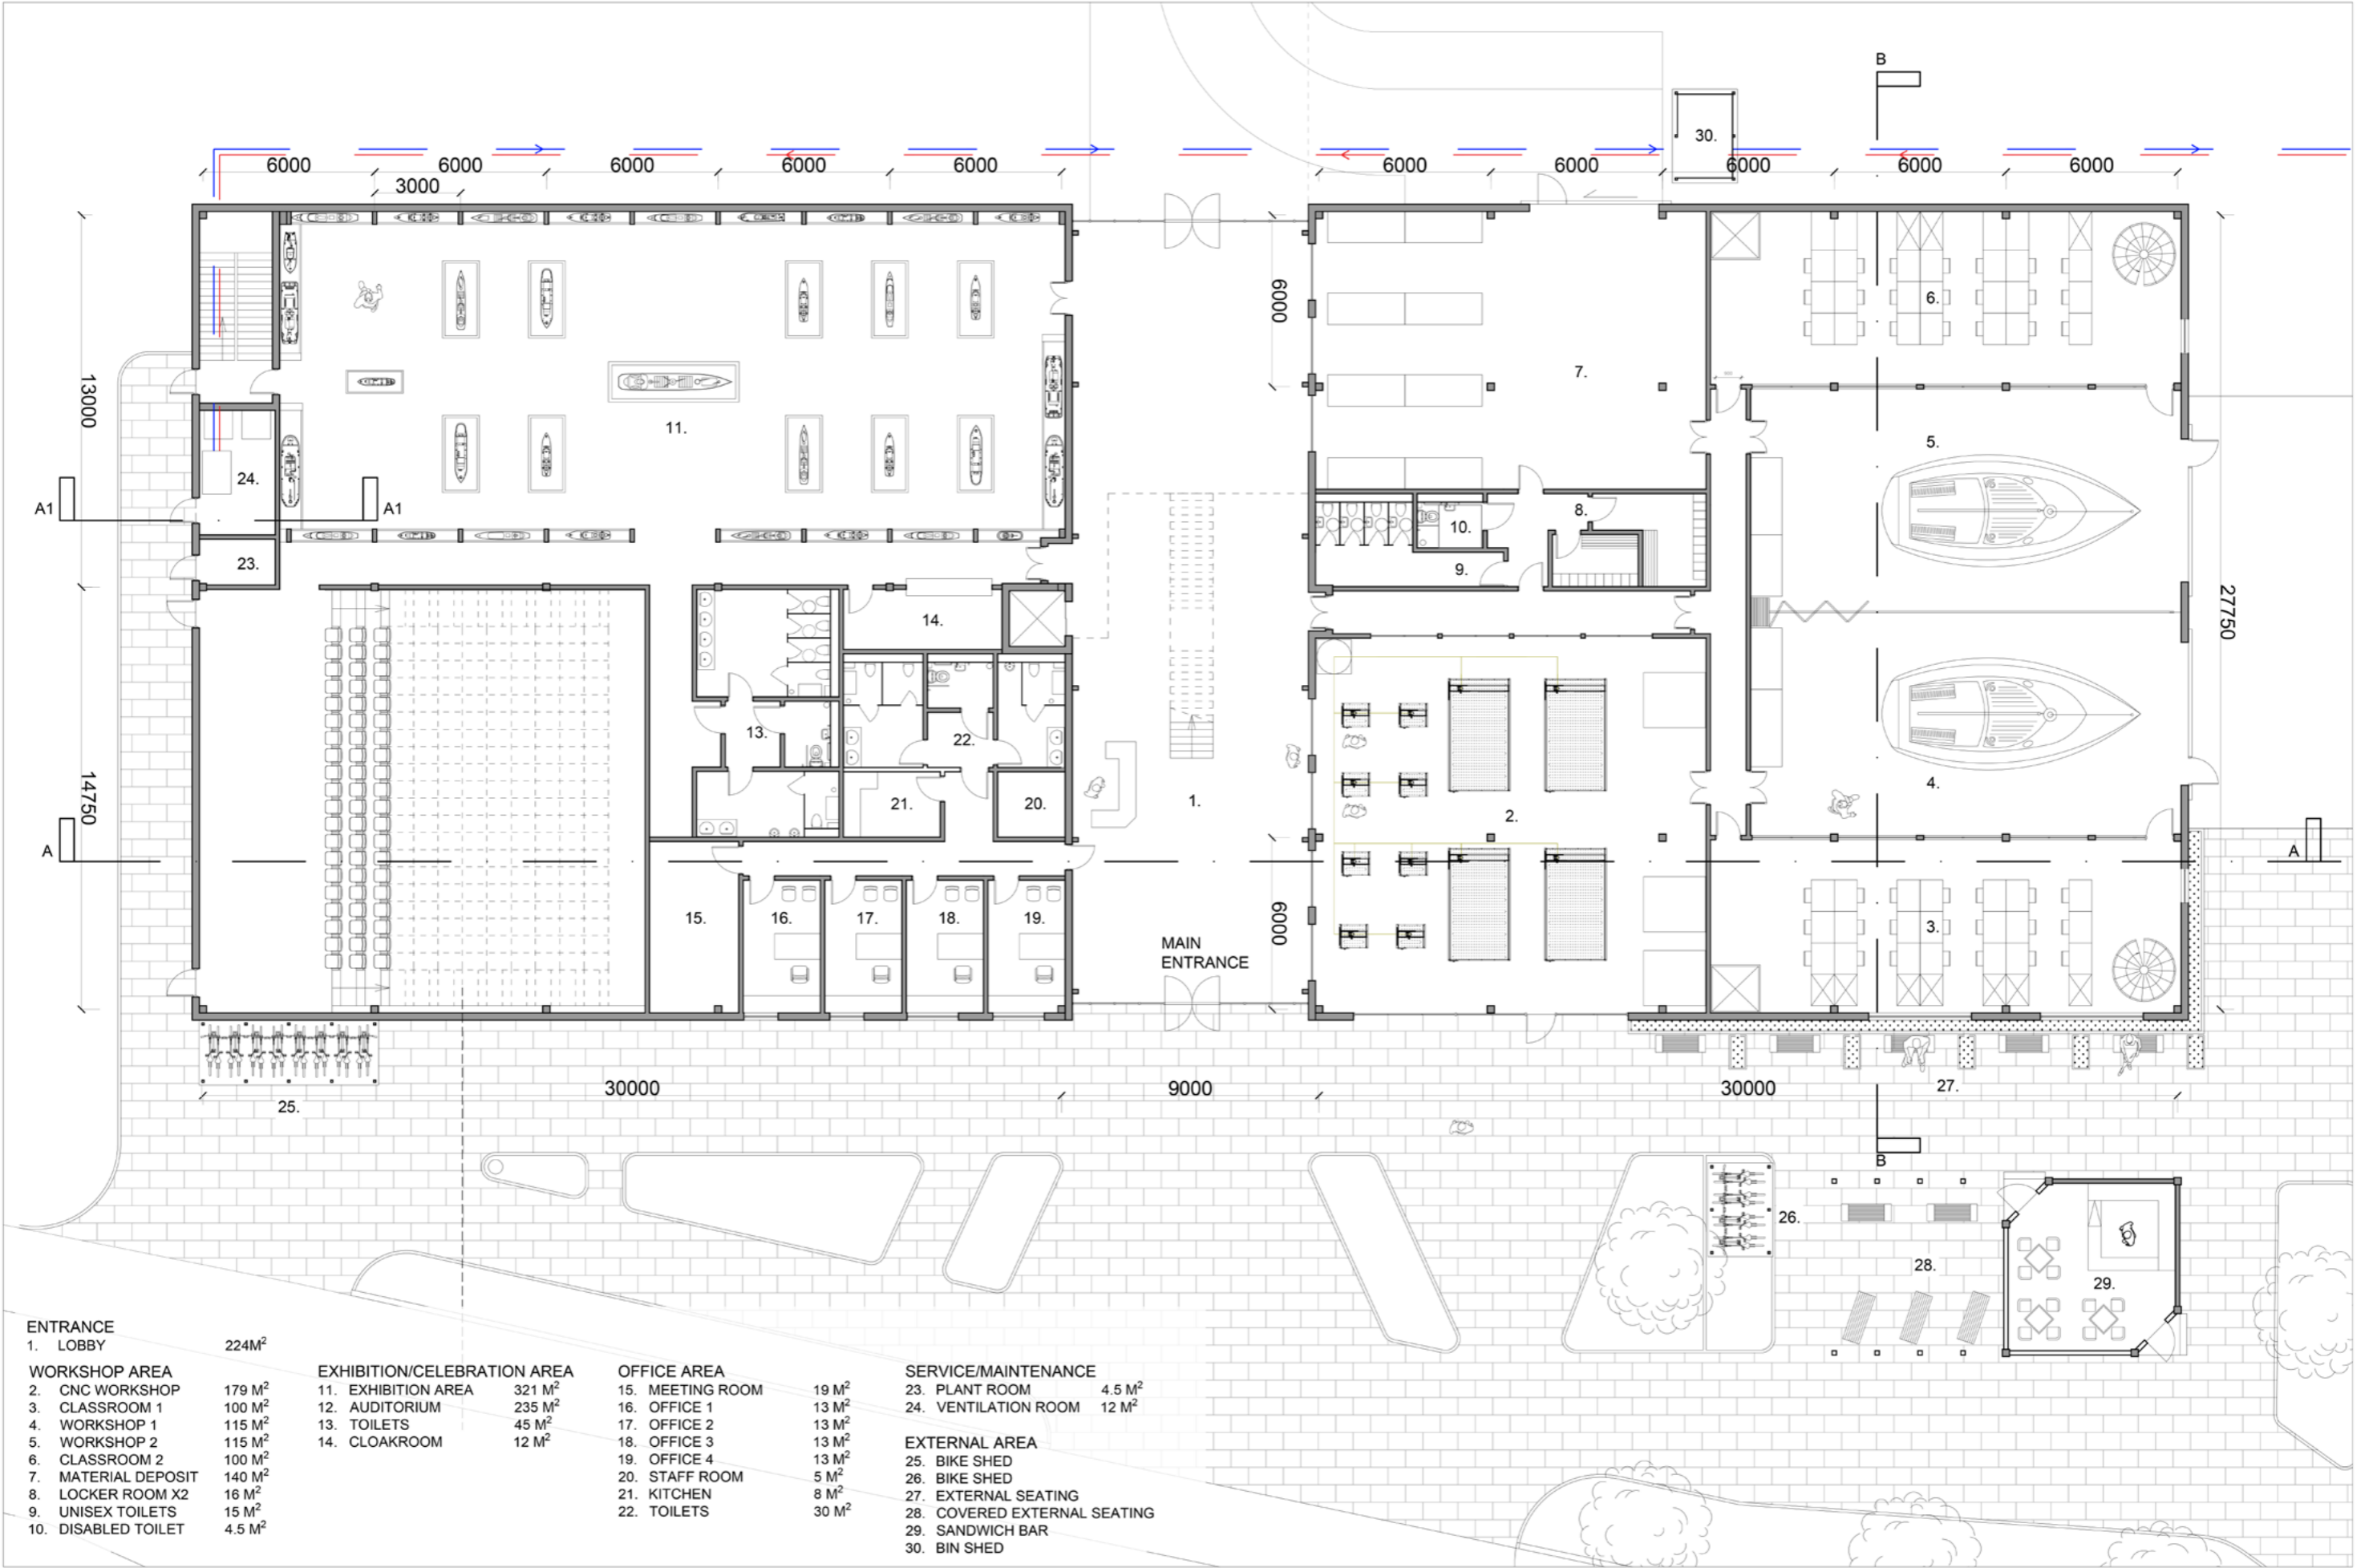 B
30.
6000 6000 6000 6000 6000 6000 6000 6000 6000 6000
3000
13000
6000
6.
7.
11.
5.
24.
A1 A1
8.
10.
23.
9.
14.
27750
13.
22.
14750
21.
20.
1.
2.
4.
A
A
15.
16.
17.
18.
19.
6000
3.
MAIN
ENTRANCE
30000
9000
30000
27.
25.
B
26.
28.
29.
ENTRANCE
1. LOBBY 224M²
WORKSHOP AREA
2. CNC WORKSHOP 179 M²
3. CLASSROOM 1 100 M²
4. WORKSHOP 1 115 M²
5. WORKSHOP 2 115 M²
6. CLASSROOM 2 100 M²
7. MATERIAL DEPOSIT 140 M²
8. LOCKER ROOM X2 16 M²
9. UNISEX TOILETS 15 M²
10. DISABLED TOILET 4.5 M²
EXHIBITION/CELEBRATION AREA
11. EXHIBITION AREA 321 M²
12. AUDITORIUM 235 M²
13. TOILETS 45 M²
14. CLOAKROOM 12 M²
OFFICE AREA
15. MEETING ROOM 19 M²
16. OFFICE 1 13 M²
17. OFFICE 2 13 M²
18. OFFICE 3 13 M²
19. OFFICE 4 13 M²
20. STAFF ROOM 5 M²
21. KITCHEN 8 M²
22. TOILETS 30 M²
SERVICE/MAINTENANCE
23. PLANT ROOM 4.5 M²
24. VENTILATION ROOM 12 M²
EXTERNAL AREA
25. BIKE SHED
26. BIKE SHED
27. EXTERNAL SEATING
28. COVERED EXTERNAL SEATING
29. SANDWICH BAR
30. BIN SHED